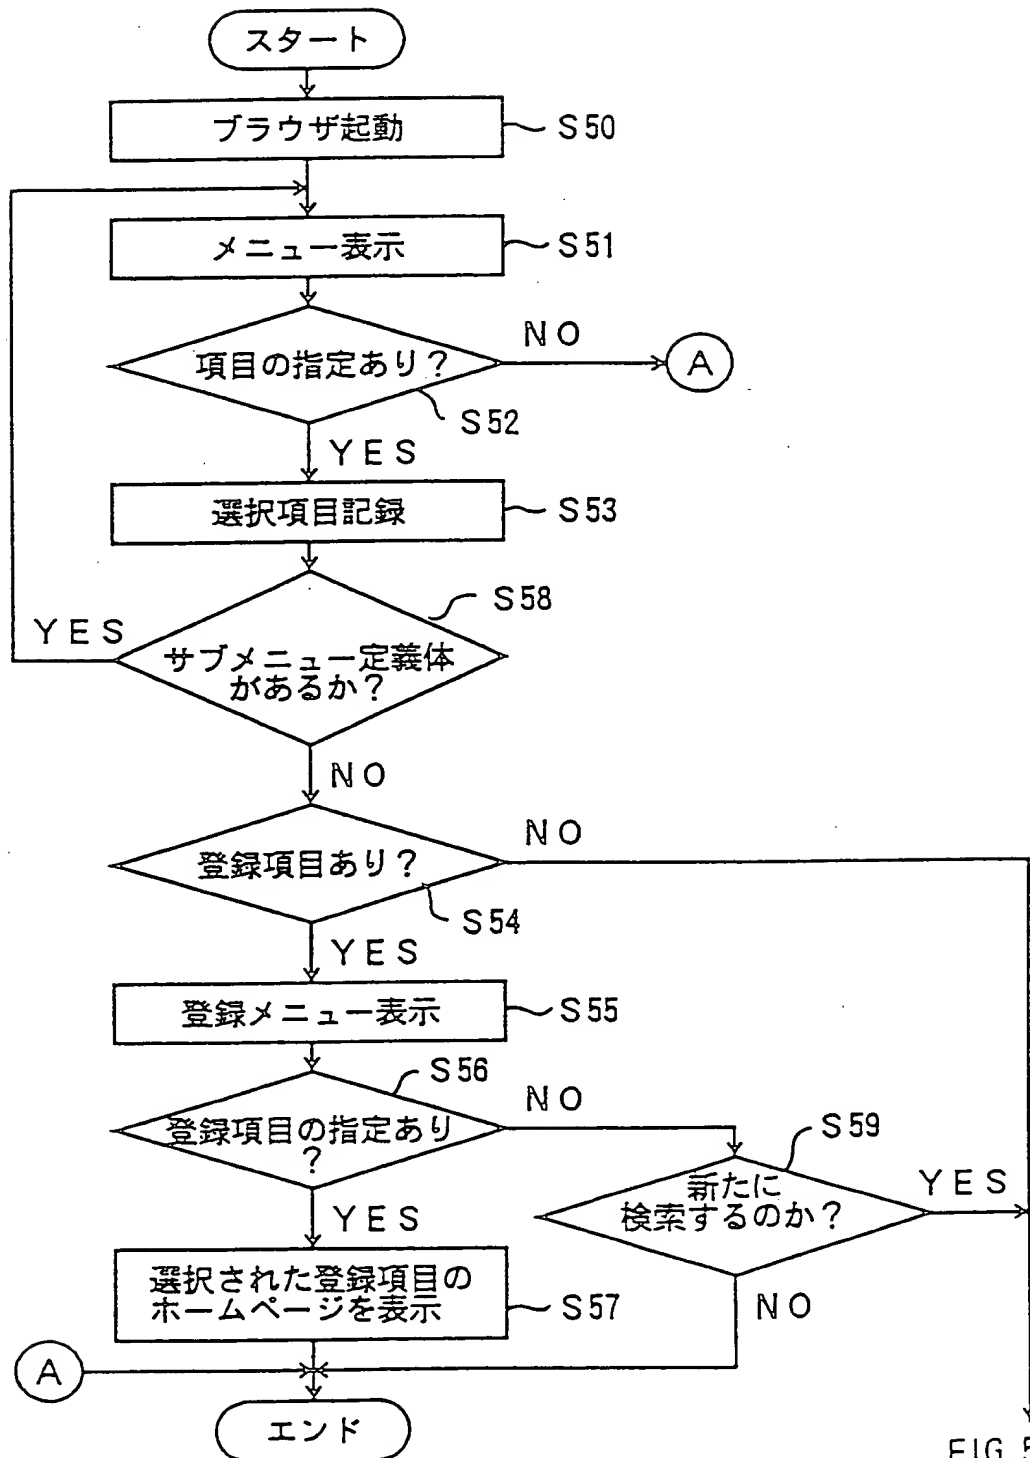 スタート
ブラウザ起動
S50
メニュー表示
S51
項目の指定あり？
NO
A
S52
YES
選択項目記録
S53
S58
YES
サブメニュー定義体
があるか？
NO
登録項目あり？
NO
S54
YES
登録メニュー表示
S55
S56
登録項目の指定あり
？
NO
S59
新たに
検索するのか？
YES
YES
選択された登録項目の
ホームページを表示
S57
NO
A
エンド
FIG.5